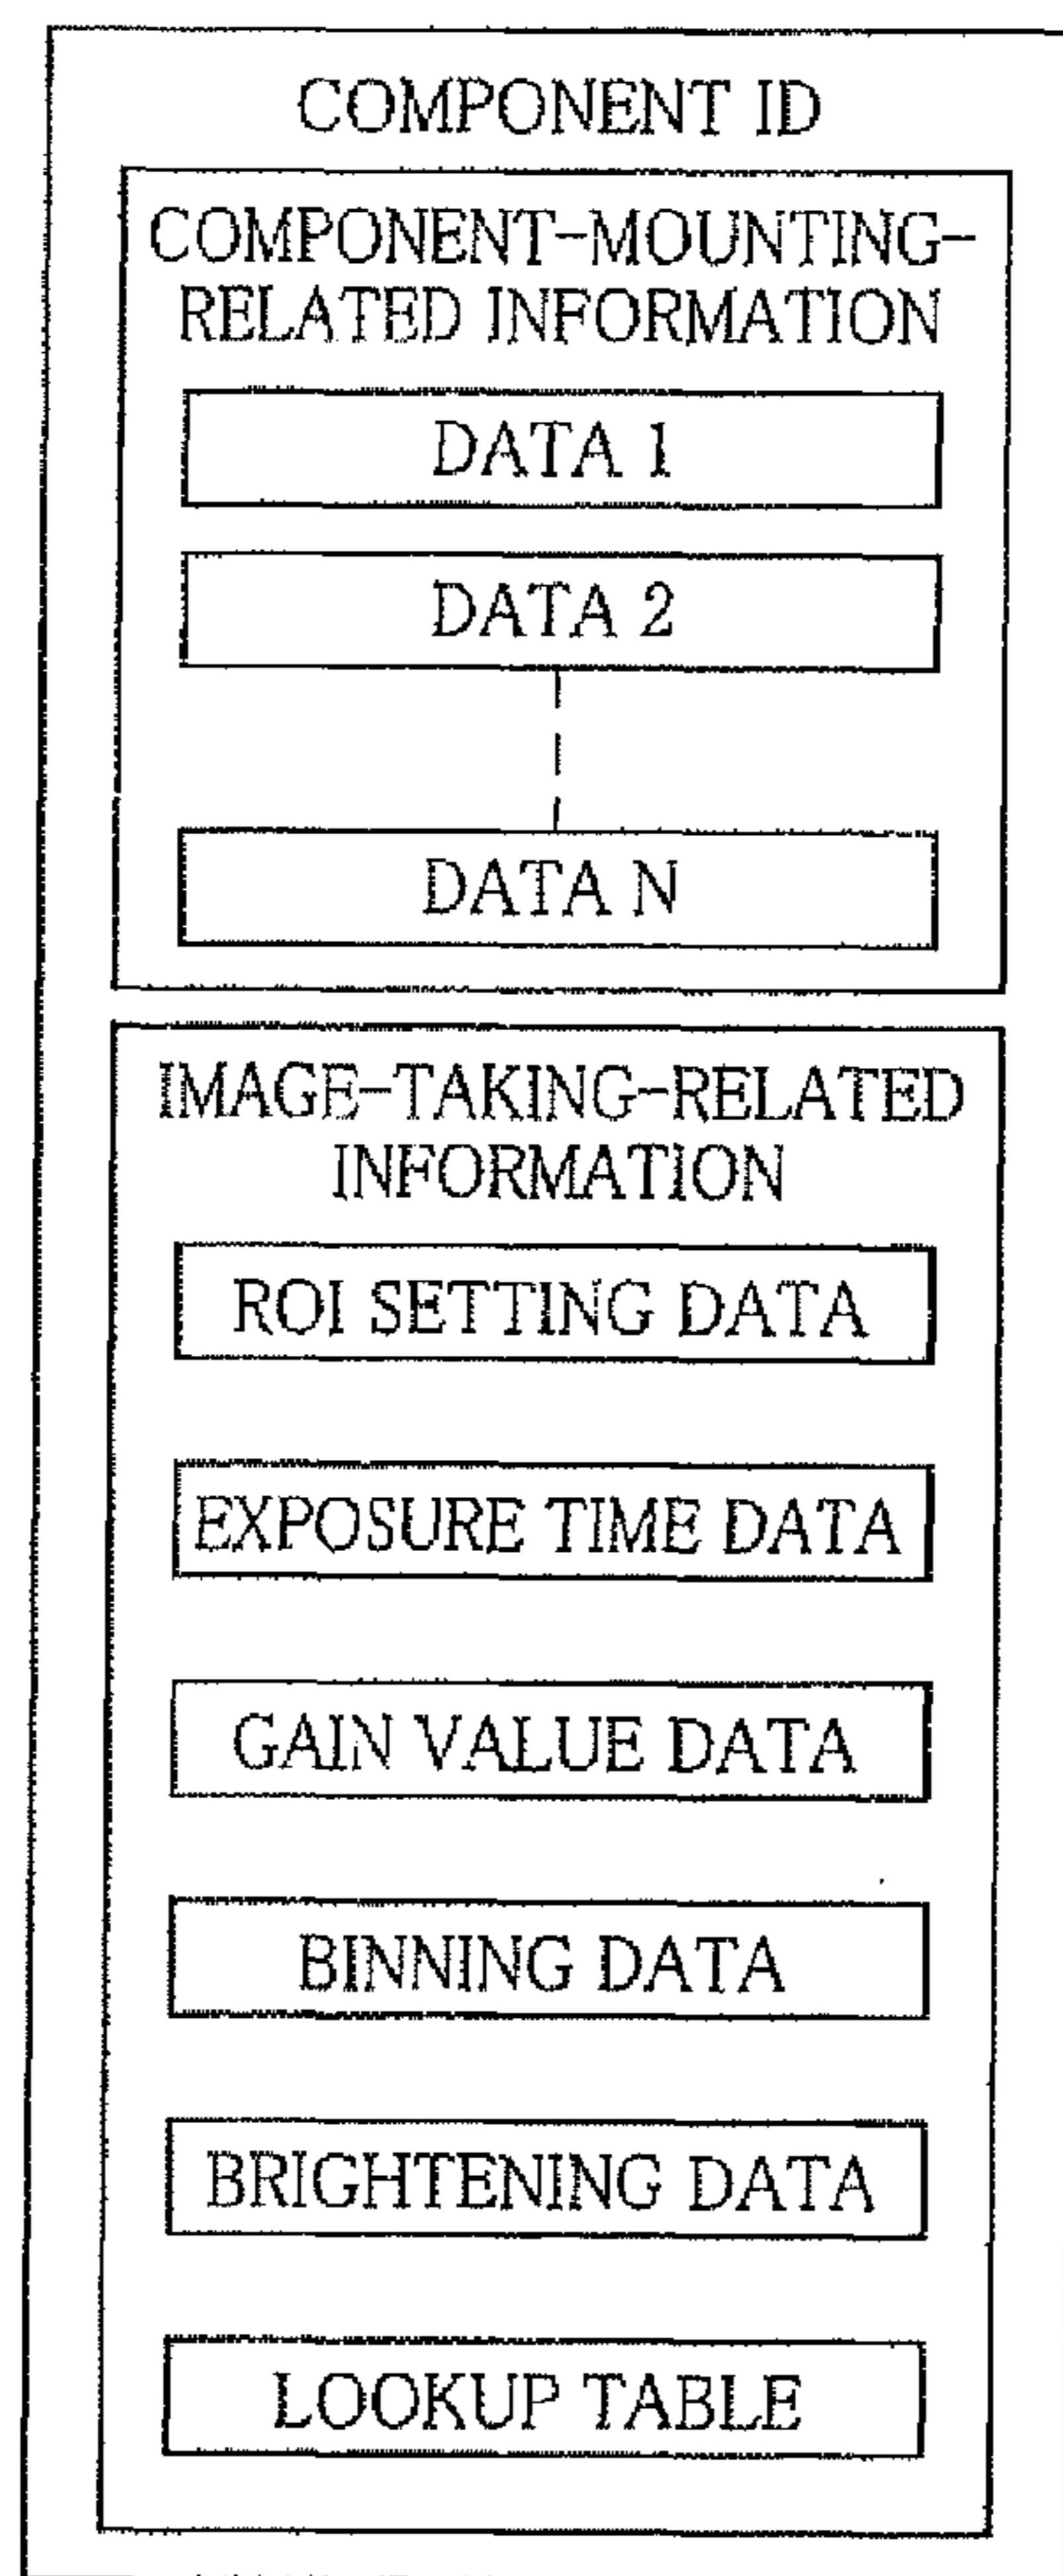 COMPONENT ID
COMPONENT-MOUNTING-
RELATED INFORMATION
DATA 1
DATA 2
DATA N
IMAGE-TAKING-RELATED
INFORMATION
ROI SETTING DATA
EXPOSURE TIME DATA
GAIN VALUE DATA
BINNING DATA
BRIGHTENING DATA
LOOKUP TABLE